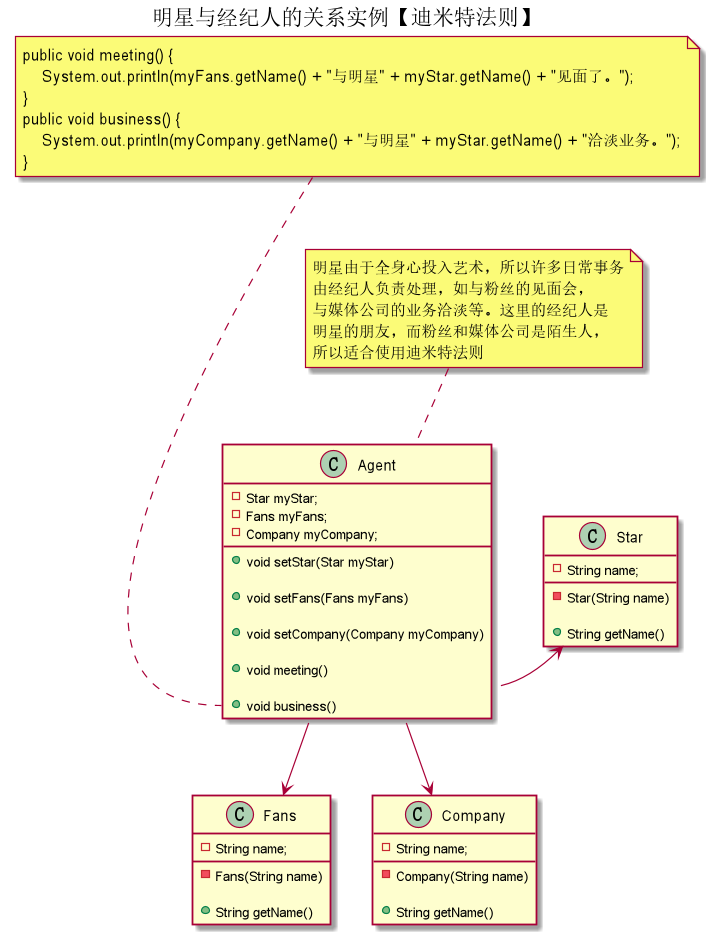 明星与经纪人的关系实例【迪米特法则】
public void meeting() {
System.out.println(myFans.getName() + "与明星" + myStar.getName() + "见面了。");
}
public void business() {
System.out.println(myCompany.getName() + "与明星" + myStar.getName() + "洽淡业务。");
}
明星由于全身心投入艺术，所以许多日常事务
由经纪人负责处理，如与粉丝的见面会，
与媒体公司的业务洽淡等。这里的经纪人是
明星的朋友，而粉丝和媒体公司是陌生人，
所以适合使用迪米特法则
C Agent
Star myStar;
Fans myFans;
Company myCompany;
void setStar(Star myStar)
void setFans(Fans myFans)
void setCompany(Company myCompany)
void meeting()
void business()
C Star
String name;
Star(String name)
String getName()
C Fans
String name;
Fans(String name)
String getName()
C Company
String name;
Company(String name)
String getName()